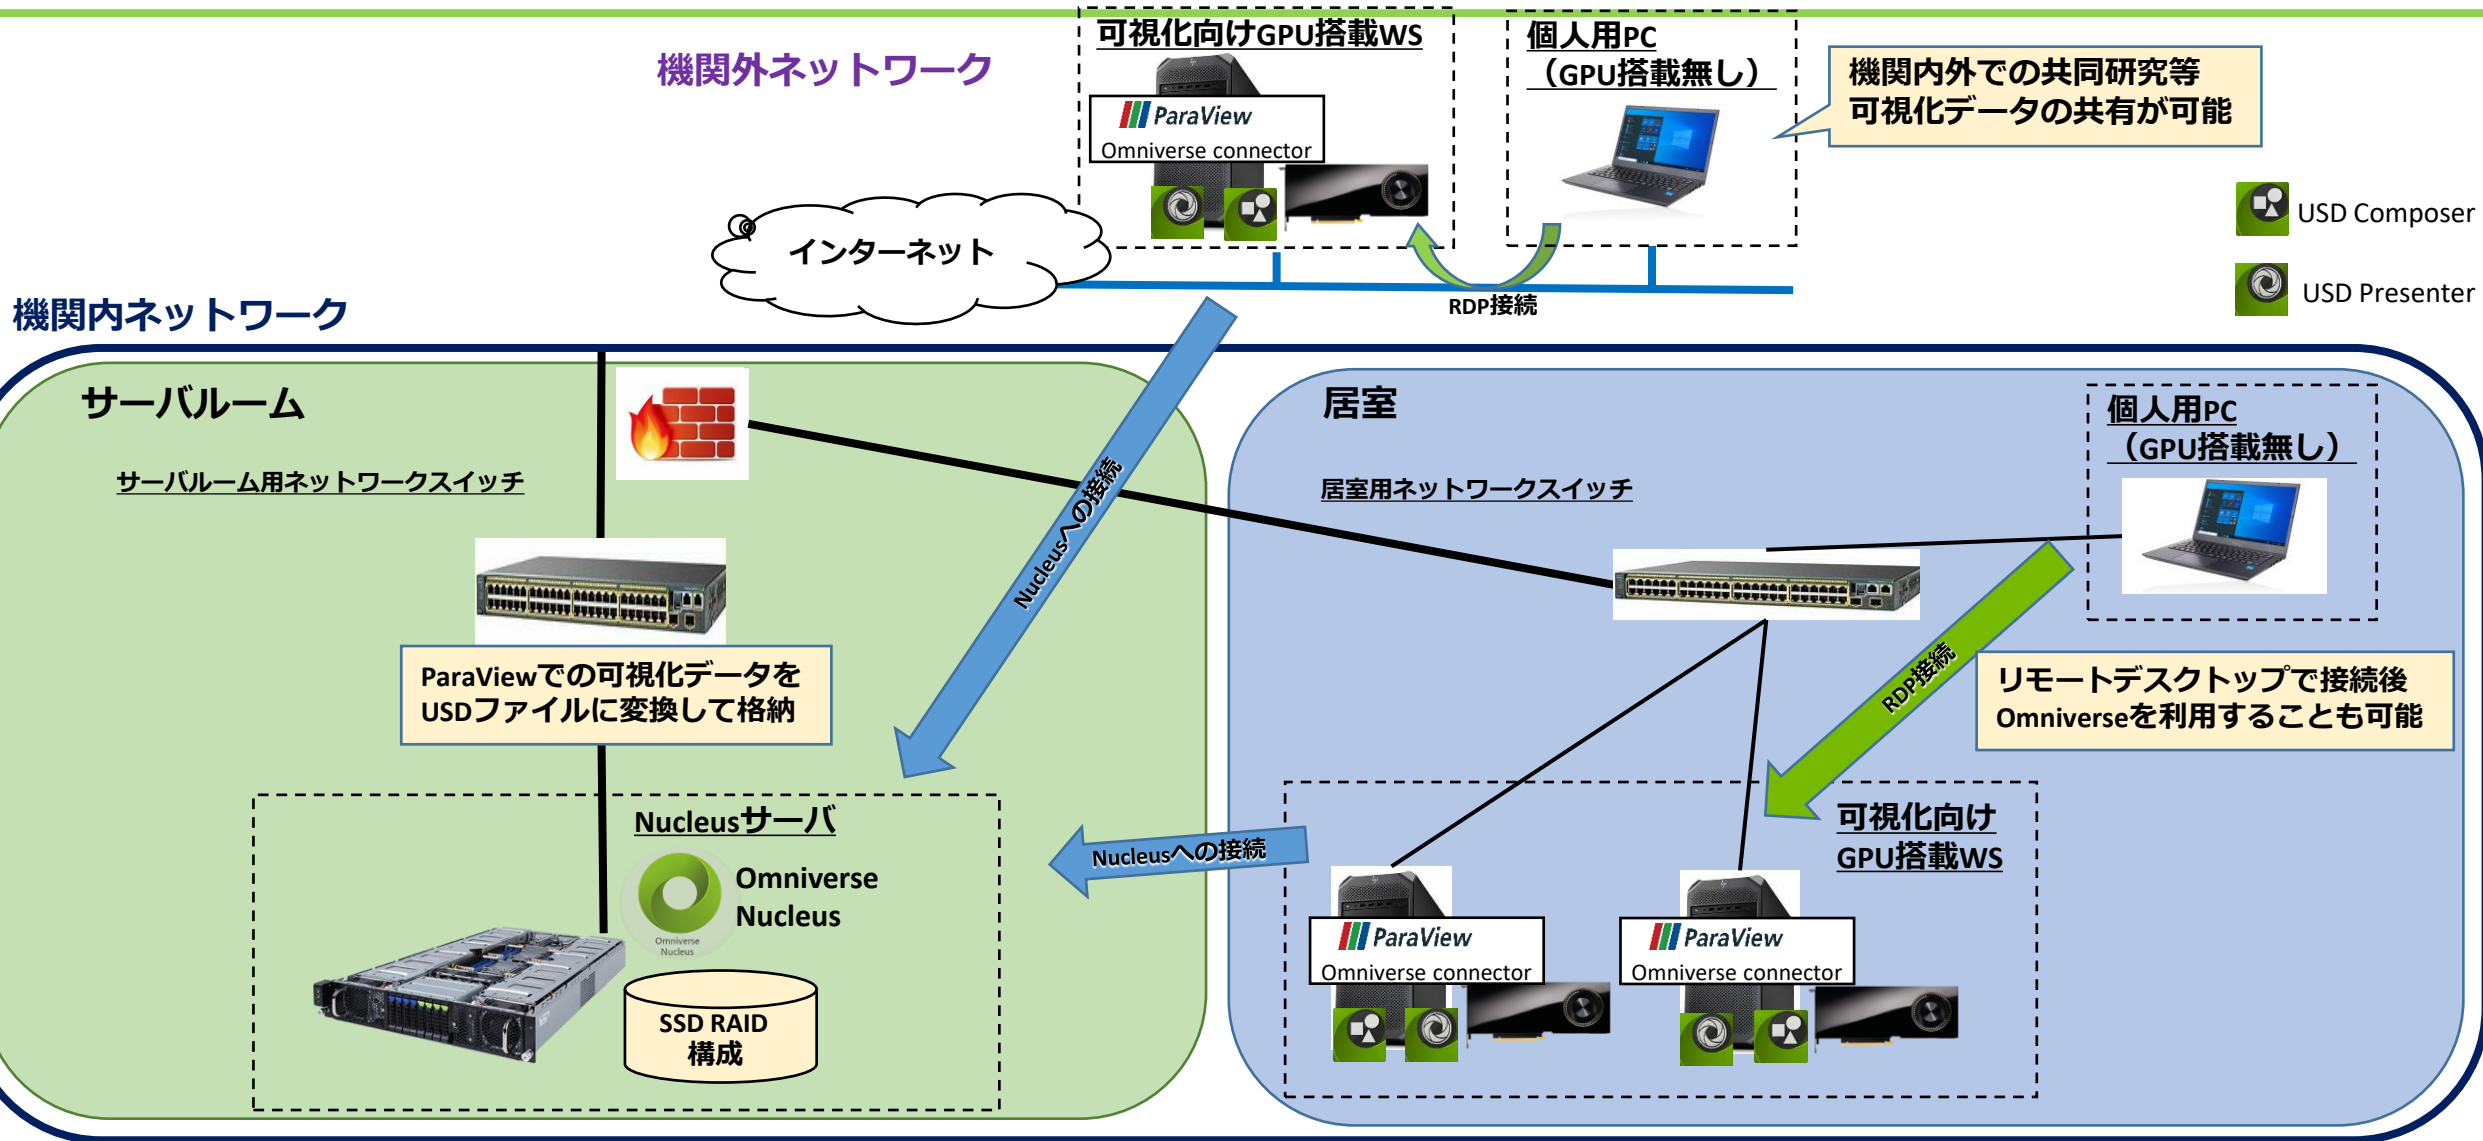 機関外ネットワーク
可視化向けGPU搭載WS
ParaView
Omniverse connector
個人用PC
（GPU搭載無し）
機関内外での共同研究等
可視化データの共有が可能
USD Composer
USD Presenter
インターネット
RDP接続
機関内ネットワーク
サーバルーム
サーバルーム用ネットワークスイッチ
Nucleusへの接続
ParaViewでの可視化データを
USDファイルに変換して格納
Nucleusサーバ
Omniverse
Nucleus
Omniverse
Nucleus
SSD RAID
構成
居室
居室用ネットワークスイッチ
個人用PC
（GPU搭載無し）
RDP接続
リモートデスクトップで接続後
Omniverseを利用することも可能
Nucleusへの接続
可視化向け
GPU搭載WS
ParaView
Omniverse connector
ParaView
Omniverse connector